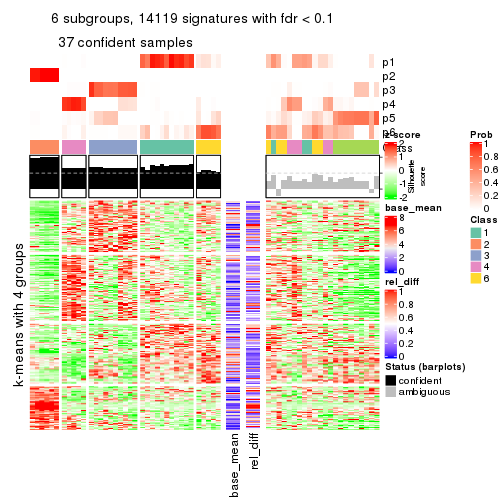 6 subgroups, 14119 signatures with fdr < 0.1
37 confident samples
p1
p2
p3
p4
p5
p6
Silhouette
score
k-means with 4 groups
base_mean
rel_diff
z score
2
-2
base_mean
8
6
4
2
0
rel_diff
1
0.8
0.6
0.4
0.2
0
Status (barplots)
confident
ambiguous
Prob
1
0.8
0.6
0.4
0.2
0
Class
1
2
3
4
6